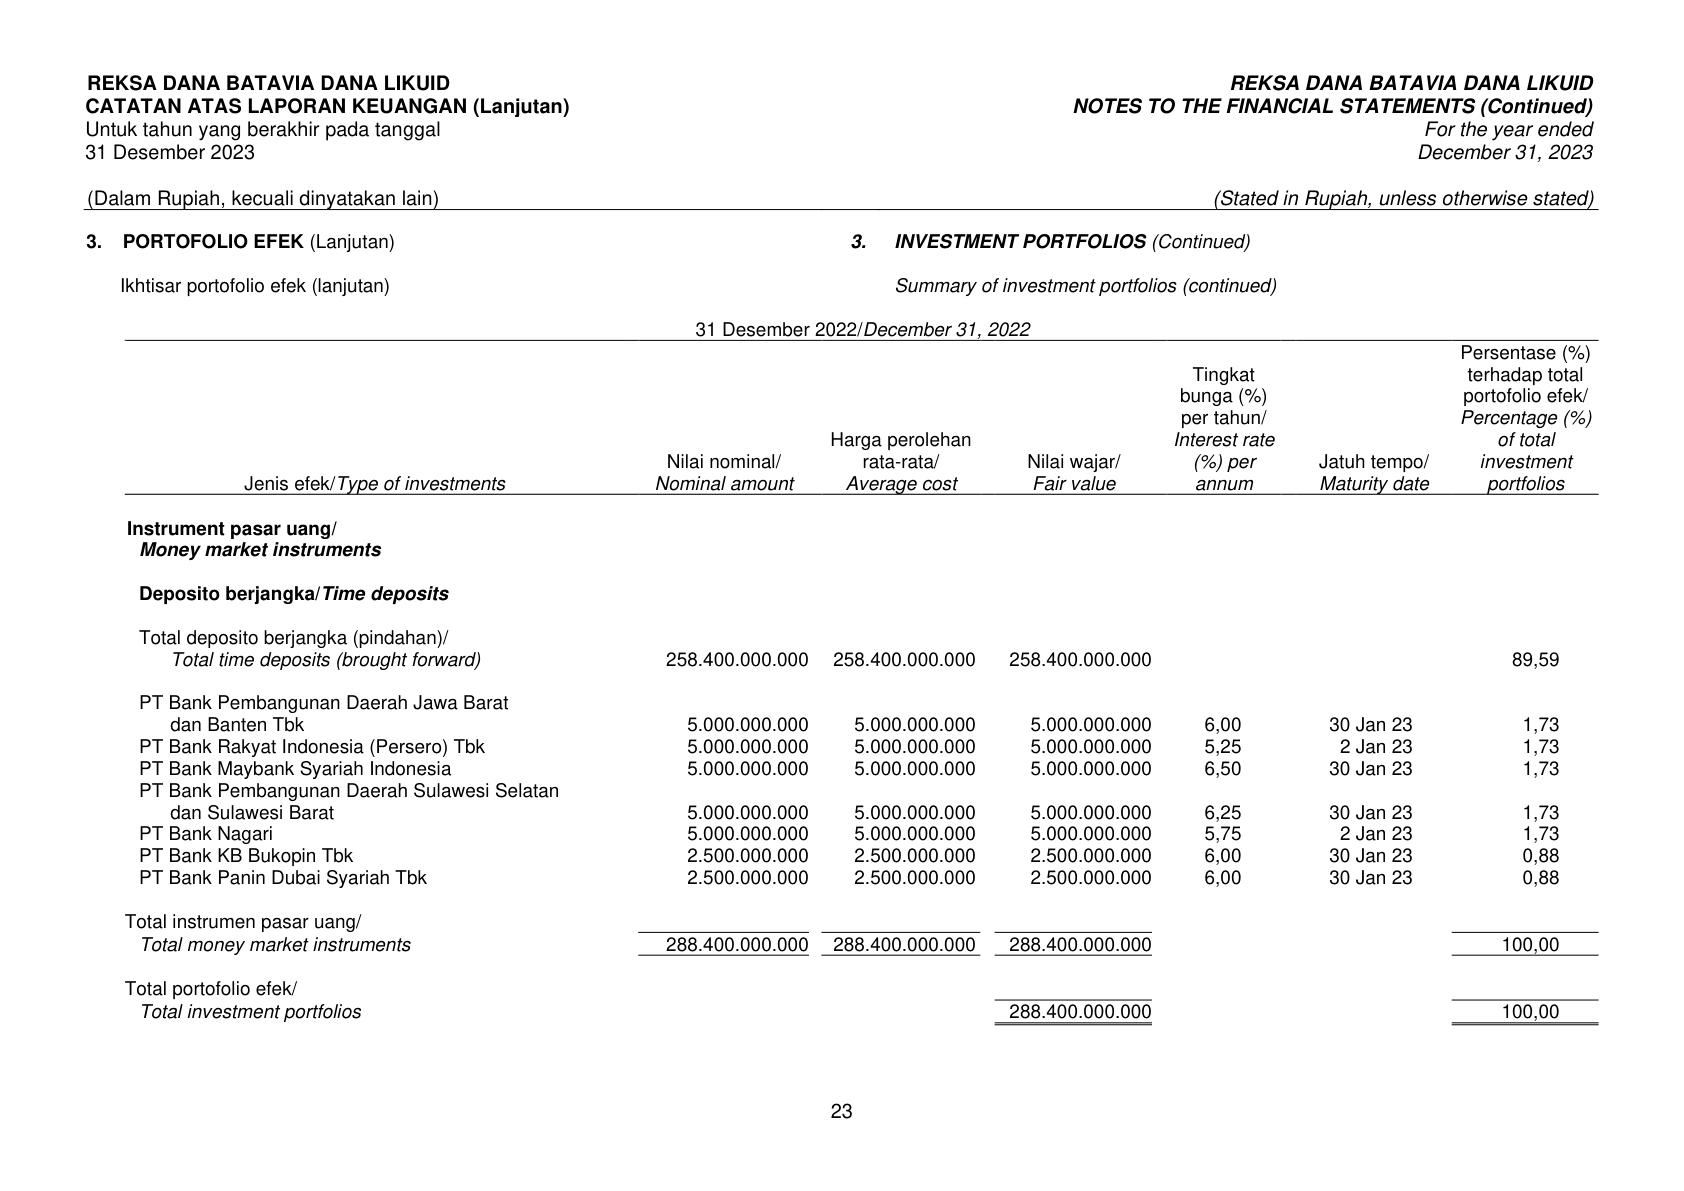 REKSA DANA BATAVIA DANA LIKUID
CATATAN ATAS LAPORAN KEUANGAN (Lanjutan)
Untuk tahun yang berakhir pada tanggal
31 Desember 2023
(Dalam Rupiah, kecuali dinyatakan lain)
REKSA DANA BATAVIA DANA LIKUID
NOTES TO THE FINANCIAL STATEMENTS (Continued)
For the year ended
December 31, 2023
(Stated in Rupiah, unless otherwise stated)
3. PORTOFOLIO EFEK (Lanjutan)
Ikhtisar portofolio efek (lanjutan)
3. INVESTMENT PORTFOLIOS (Continued)
Summary of investment portfolios (continued)
31 Desember 2022/December 31, 2022
Jenis efek/Type of investments
Nilai nominal/
Nominal amount
Harga perolehan
rata-rata/
Average cost
Nilai wajar/
Fair value
Tingkat
bunga (%)
per tahun/
Interest rate
(%) per
annum
Jatuh tempo/
Maturity date
Persentase (%)
terhadap total
portofolio efek/
Percentage (%)
of total
investment
portfolios
Instrument pasar uang/
Money market instruments
Deposito berjangka/Time deposits
Total deposito berjangka (pindahan)/
Total time deposits (brought forward) 258.400.000.000 258.400.000.000 258.400.000.000 89,59
PT Bank Pembangunan Daerah Jawa Barat
dan Banten Tbk 5.000.000.000 5.000.000.000 5.000.000.000 6,00 30 Jan 23 1,73
PT Bank Rakyat Indonesia (Persero) Tbk 5.000.000.000 5.000.000.000 5.000.000.000 5,25 2 Jan 23 1,73
PT Bank Maybank Syariah Indonesia 5.000.000.000 5.000.000.000 5.000.000.000 6,50 30 Jan 23 1,73
PT Bank Pembangunan Daerah Sulawesi Selatan
dan Sulawesi Barat 5.000.000.000 5.000.000.000 5.000.000.000 6,25 30 Jan 23 1,73
PT Bank Nagari 5.000.000.000 5.000.000.000 5.000.000.000 5,75 2 Jan 23 1,73
PT Bank KB Bukopin Tbk 2.500.000.000 2.500.000.000 2.500.000.000 6,00 30 Jan 23 0,88
PT Bank Panin Dubai Syariah Tbk 2.500.000.000 2.500.000.000 2.500.000.000 6,00 30 Jan 23 0,88
Total instrumen pasar uang/
Total money market instruments 288.400.000.000 288.400.000.000 288.400.000.000 100,00
Total portofolio efek/
Total investment portfolios 288.400.000.000 100,00
23